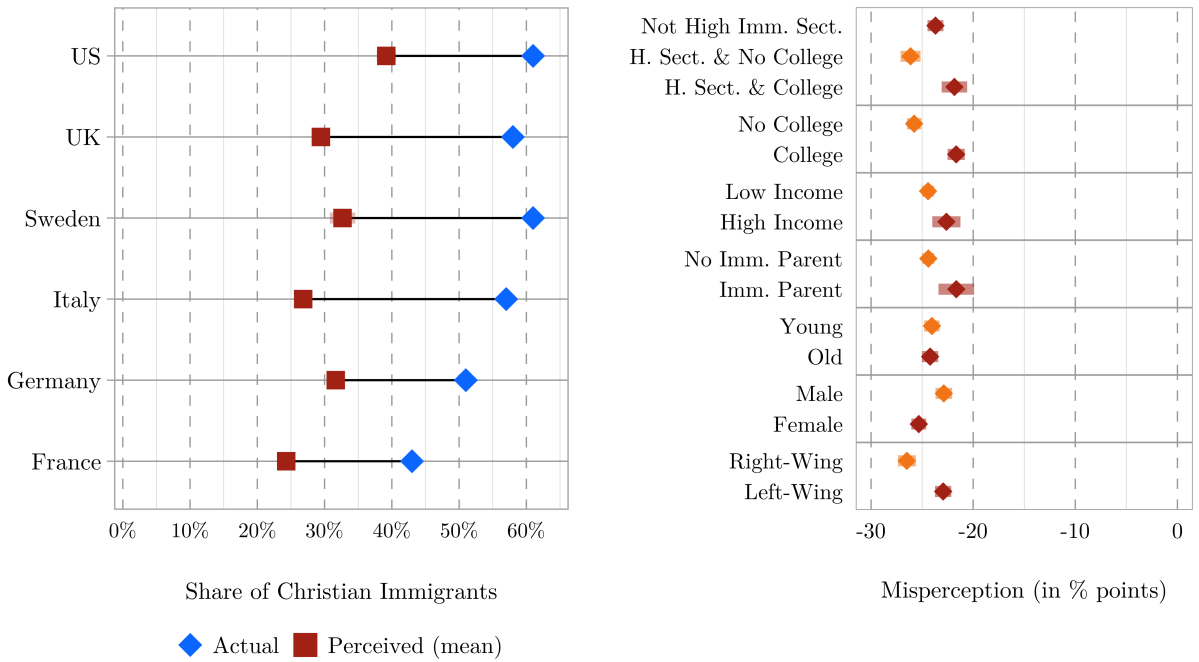 US
UK
Sweden
Italy
Germany
France
0% 10% 20% 30% 40% 50% 60%
Share of Christian Immigrants
Actual Perceived (mean)
Not High Imm. Sect.
H. Sect. & No College
H. Sect. & College
No College
College
Low Income
High Income
No Imm. Parent
Imm. Parent
Young
Old
Male
Female
Right-Wing
Left-Wing
-30 -20 -10 0
Misperception (in % points)